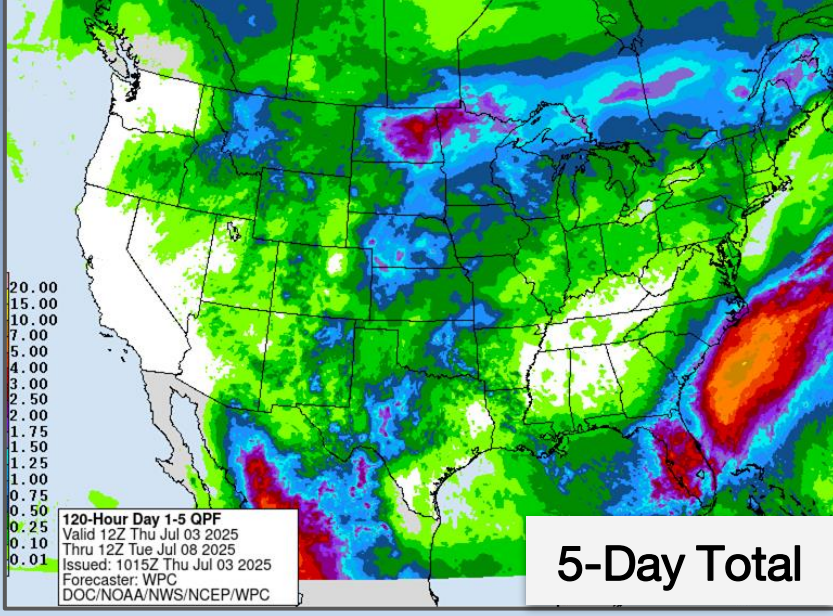 20.00
15.00
10.00
7.00
5.00
4.00
3.00
2.50
2.00
1.75
1.50
1.25
1.00
0.75
0.50
0.25
0.10
0.01
120-Hour Day 1-5 QPF
Valid 12Z Thu Jul 03 2025
Thru 12Z Tue Jul 08 2025
Issued: 1015Z Thu Jul 03 2025
Forecaster: WPC
DOC/NOAA/NWS/NCEP/WPC
5-Day Total